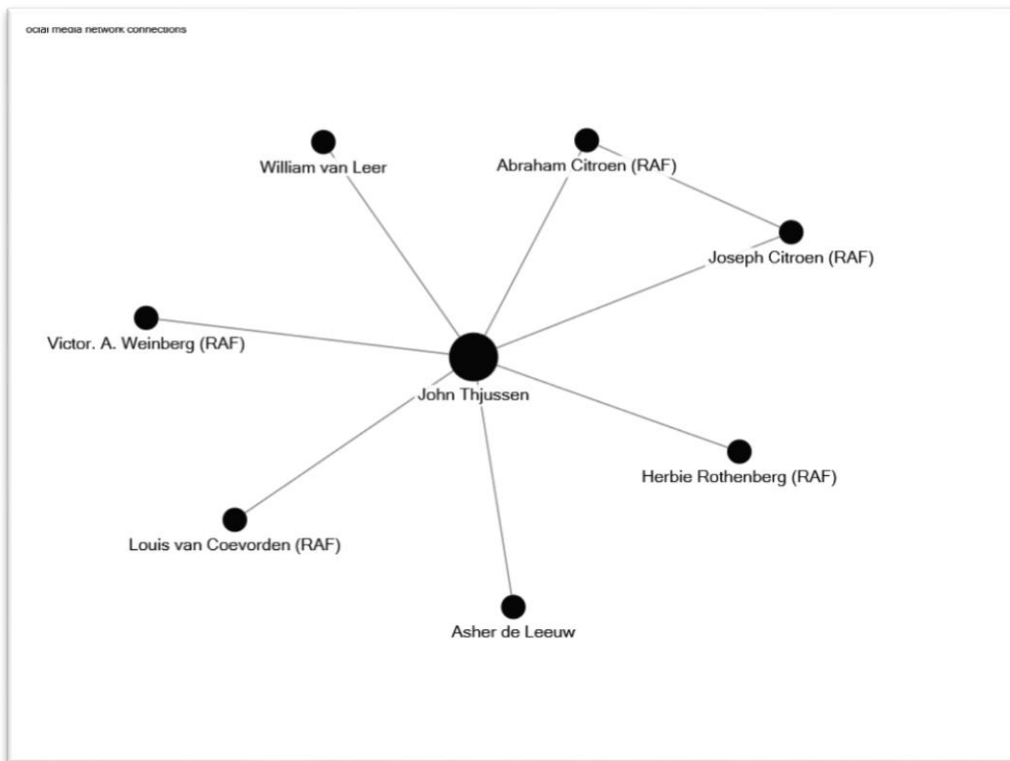 ocial media network connections
William van Leer
Abraham Citroen (RAF)
Joseph Citroen (RAF)
Victor. A. Weinberg (RAF)
John Thjussen
Herbie Rothenberg (RAF)
Louis van Coevorden (RAF)
Asher de Leeuw